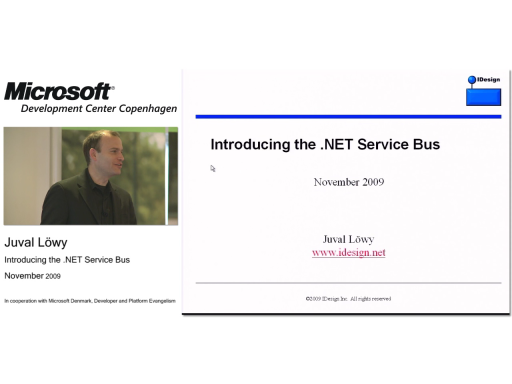 Microsoft®
Development Center Copenhagen
Juval Löwy
Introducing the .NET Service Bus
November 2009
In cooperation with Microsoft Denmark, Developer and Platform Evangelism
IDesign
Introducing the .NET Service Bus
November 2009
Juval Löwy
www.idesign.net
©2009 IDesign Inc. All rights reserved